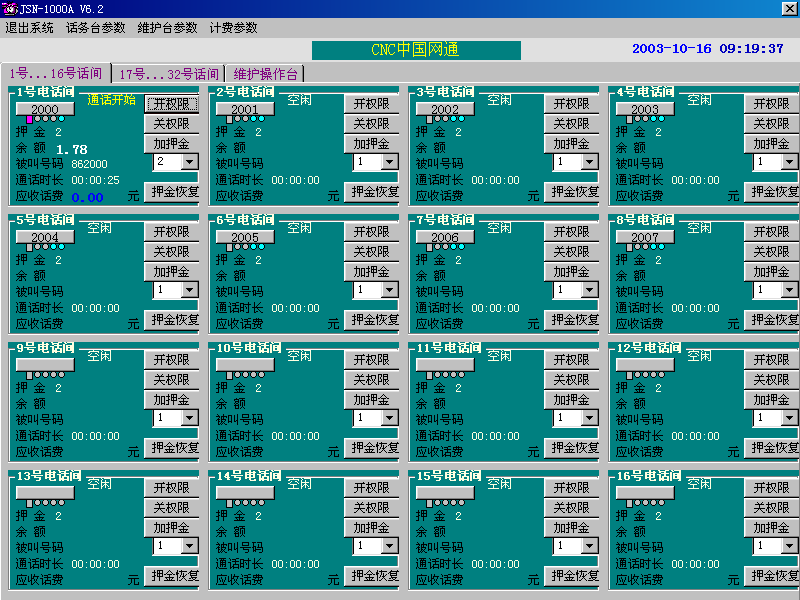 JSN-1000A V6.2
退出系统 话务台参数 维护台参数 计费参数
CNC中国网通 2003-10-16 09:19:37
1号...16号话间 17号...32号话间 维护操作台
1号电话间
2000 通话开始 开权限
关权限
押 金 2 加押金
余 额 1.78
被叫号码 862000 2
通话时长 00:00:25
应收话费 0.00 元 押金恢复
2号电话间
2001 空闲 开权限
关权限
押 金 2 加押金
余 额
被叫号码 1
通话时长 00:00:00
应收话费 元 押金恢复
3号电话间
2002 空闲 开权限
关权限
押 金 2 加押金
余 额
被叫号码 1
通话时长 00:00:00
应收话费 元 押金恢复
4号电话间
2003 空闲 开权限
关权限
押 金 2 加押金
余 额
被叫号码 1
通话时长 00:00:00
应收话费 元 押金恢复
5号电话间
2004 空闲 开权限
关权限
押 金 2 加押金
余 额
被叫号码 1
通话时长 00:00:00
应收话费 元 押金恢复
6号电话间
2005 空闲 开权限
关权限
押 金 2 加押金
余 额
被叫号码 1
通话时长 00:00:00
应收话费 元 押金恢复
7号电话间
2006 空闲 开权限
关权限
押 金 2 加押金
余 额
被叫号码 1
通话时长 00:00:00
应收话费 元 押金恢复
8号电话间
2007 空闲 开权限
关权限
押 金 2 加押金
余 额
被叫号码 1
通话时长 00:00:00
应收话费 元 押金恢复
9号电话间
空闲 开权限
关权限
押 金 2 加押金
余 额
被叫号码 1
通话时长 00:00:00
应收话费 元 押金恢复
10号电话间
空闲 开权限
关权限
押 金 2 加押金
余 额
被叫号码 1
通话时长 00:00:00
应收话费 元 押金恢复
11号电话间
空闲 开权限
关权限
押 金 2 加押金
余 额
被叫号码 1
通话时长 00:00:00
应收话费 元 押金恢复
12号电话间
空闲 开权限
关权限
押 金 2 加押金
余 额
被叫号码 1
通话时长 00:00:00
应收话费 元 押金恢复
13号电话间
空闲 开权限
关权限
押 金 2 加押金
余 额
被叫号码 1
通话时长 00:00:00
应收话费 元 押金恢复
14号电话间
空闲 开权限
关权限
押 金 2 加押金
余 额
被叫号码 1
通话时长 00:00:00
应收话费 元 押金恢复
15号电话间
空闲 开权限
关权限
押 金 2 加押金
余 额
被叫号码 1
通话时长 00:00:00
应收话费 元 押金恢复
16号电话间
空闲 开权限
关权限
押 金 2 加押金
余 额
被叫号码 1
通话时长 00:00:00
应收话费 元 押金恢复